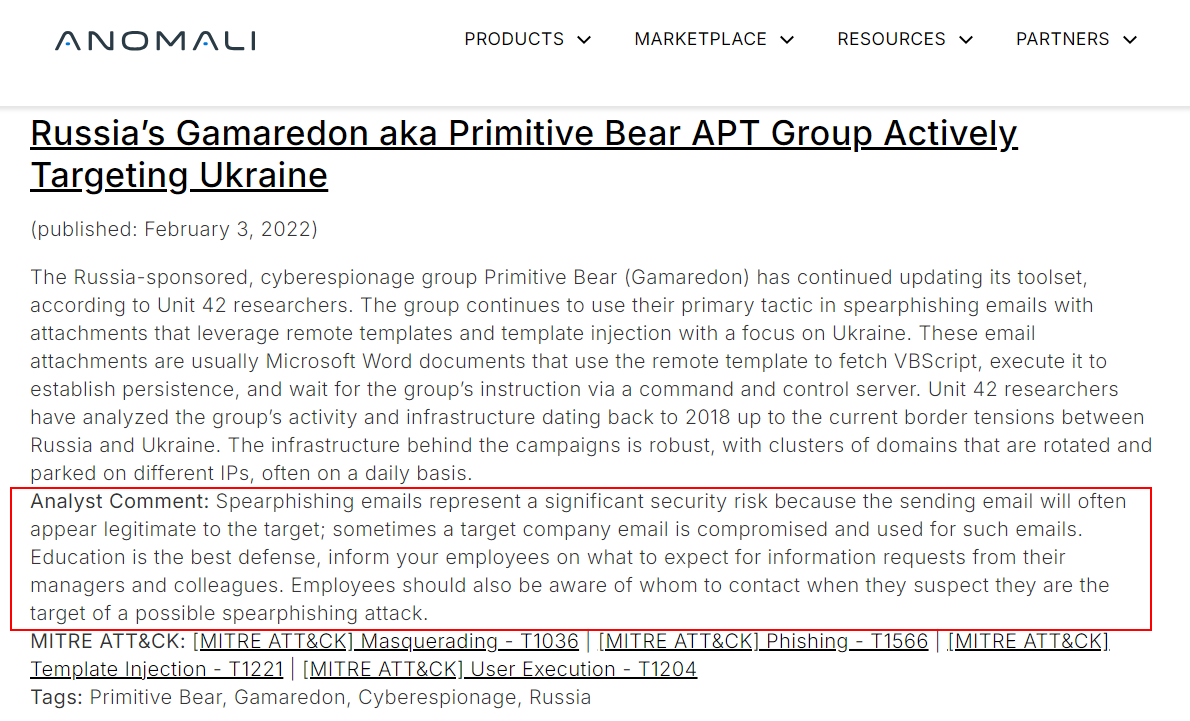 ANOMALI
PRODUCTS MARKETPLACE RESOURCES PARTNERS
Russia’s Gamaredon aka Primitive Bear APT Group Actively
Targeting Ukraine
(published: February 3, 2022)
The Russia-sponsored, cyberespionage group Primitive Bear (Gamaredon) has continued updating its toolset,
according to Unit 42 researchers. The group continues to use their primary tactic in spearphishing emails with
attachments that leverage remote templates and template injection with a focus on Ukraine. These email
attachments are usually Microsoft Word documents that use the remote template to fetch VBScript, execute it to
establish persistence, and wait for the group’s instruction via a command and control server. Unit 42 researchers
have analyzed the group’s activity and infrastructure dating back to 2018 up to the current border tensions between
Russia and Ukraine. The infrastructure behind the campaigns is robust, with clusters of domains that are rotated and
parked on different IPs, often on a daily basis.
Analyst Comment: Spearphishing emails represent a significant security risk because the sending email will often
appear legitimate to the target; sometimes a target company email is compromised and used for such emails.
Education is the best defense, inform your employees on what to expect for information requests from their
managers and colleagues. Employees should also be aware of whom to contact when they suspect they are the
target of a possible spearphishing attack.
MITRE ATT&CK: [MITRE ATT&CK] Masquerading - T1036 | [MITRE ATT&CK] Phishing - T1566 | [MITRE ATT&CK]
Template Injection - T1221 | [MITRE ATT&CK] User Execution - T1204
Tags: Primitive Bear, Gamaredon, Cyberespionage, Russia